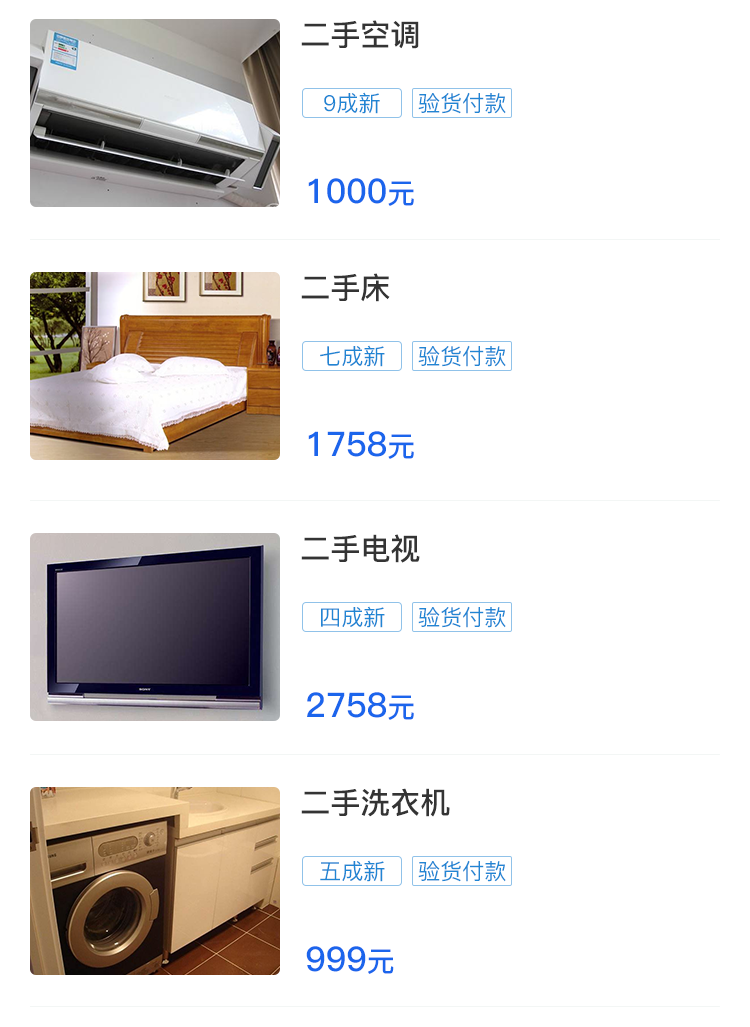 二手空调
9成新 验货付款
1000元
二手床
七成新 验货付款
1758元
二手电视
四成新 验货付款
SONY
2758元
二手洗衣机
五成新 验货付款
999元